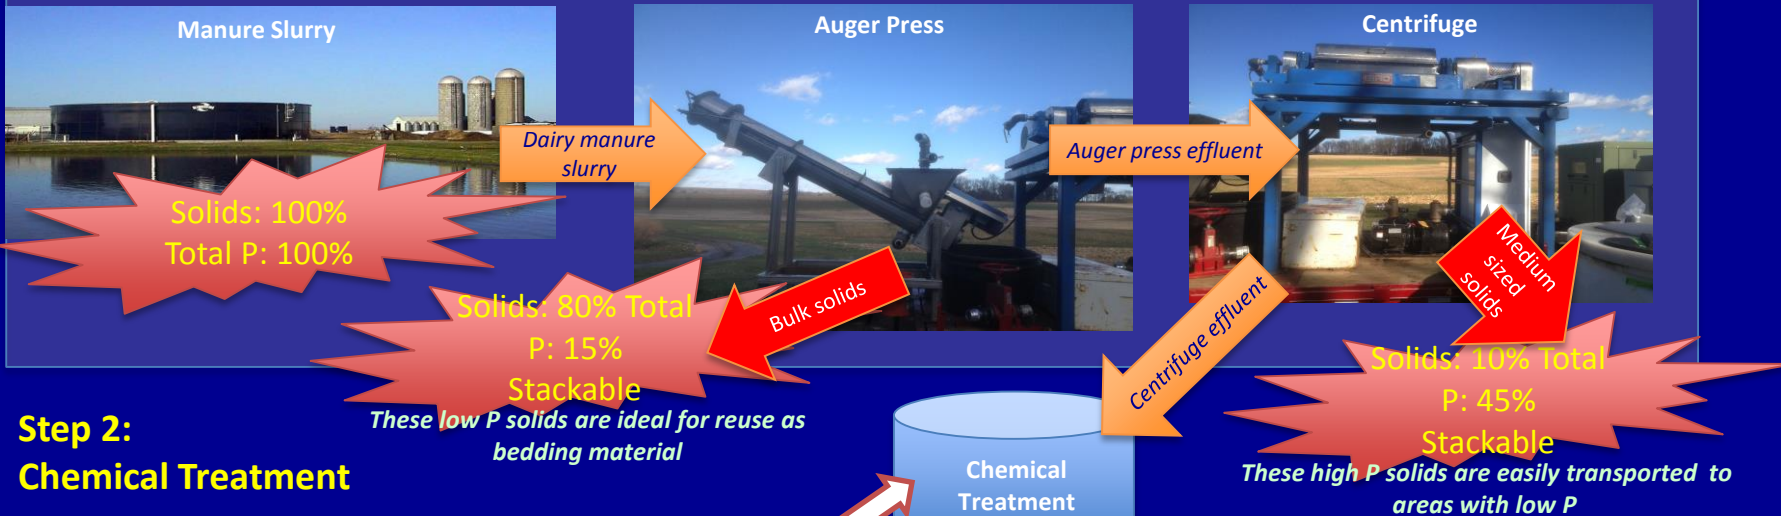 Manure Slurry
Auger Press
Centrifuge
Dairy manure
slurry
Auger press effluent
Solids: 100%
Total P: 100%
Bulk solids
Centrifuge effluent
Medium
sized
solids
Solids: 80% Total
P: 15%
Stackable
These low P solids are ideal for reuse as
bedding material
Solids: 10% Total
P: 45%
Stackable
These high P solids are easily transported to
areas with low P
Step 2:
Chemical Treatment
Chemical
Treatment